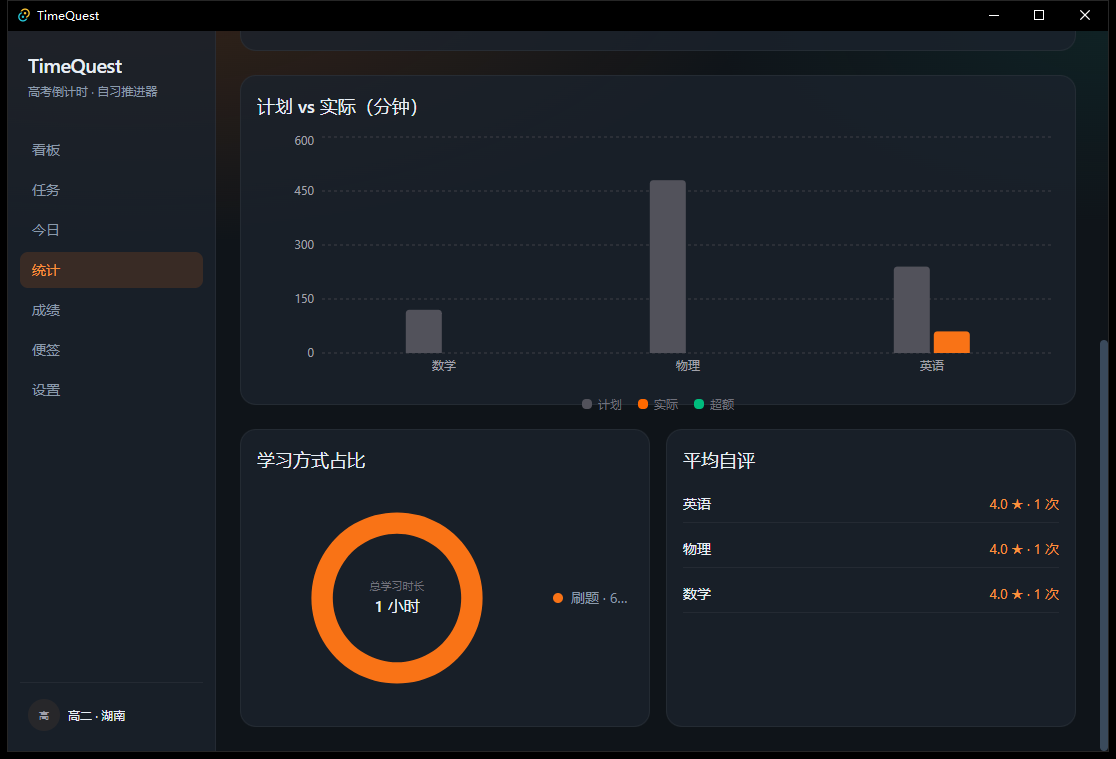 TimeQuest
TimeQuest
高考倒计时 · 自习推进器
看板
任务
今日
统计
成绩
便签
设置
高
高二 · 湖南
计划 vs 实际（分钟）
600
450
300
150
0
数学
物理
英语
计划
实际
超额
学习方式占比
总学习时长
1 小时
刷题 · 6...
平均自评
英语
4.0 ★ · 1 次
物理
4.0 ★ · 1 次
数学
4.0 ★ · 1 次